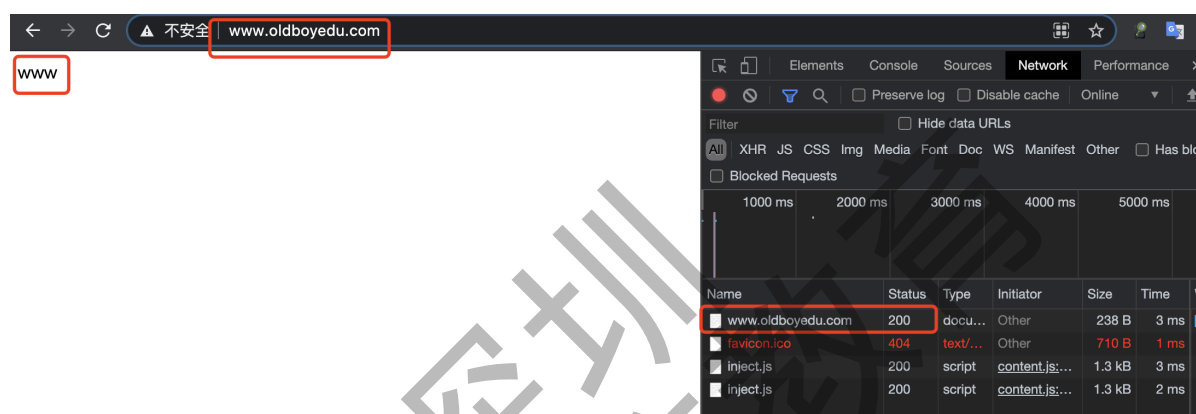 不安全 www.oldboyedu.com
www
Elements Console Sources Network Performance
Preserve log Disable cache Online
Filter Hide data URLs
All XHR JS CSS Img Media Font Doc WS Manifest Other Has blo
Blocked Requests
1000 ms 2000 ms 3000 ms 4000 ms 5000 ms
Name Status Type Initiator Size Time
www.oldboyedu.com 200 docu... Other 238 B 3 ms
favicon.ico 404 text/... Other 710 B 1 ms
inject.js 200 script content.js:... 1.3 kB 3 ms
inject.js 200 script content.js:... 1.3 kB 2 ms
深圳
教育